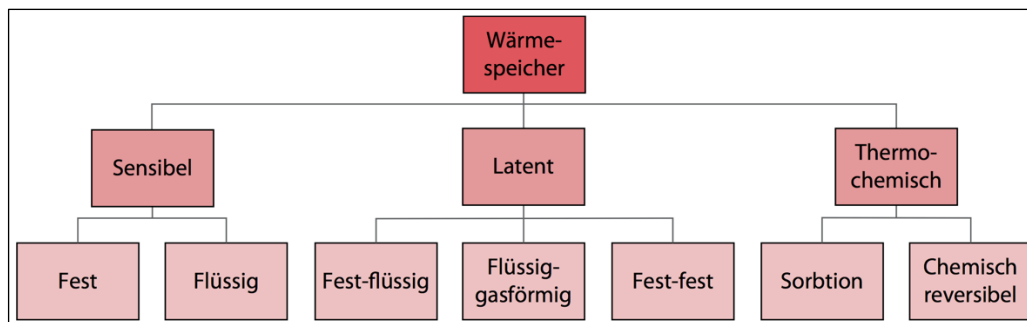 Wärme-
speicher
Sensibel
Latent
Thermo-
chemisch
Fest
Flüssig
Fest-flüssig
Flüssig-
gasförmig
Fest-fest
Sorbtion
Chemisch
reversibel